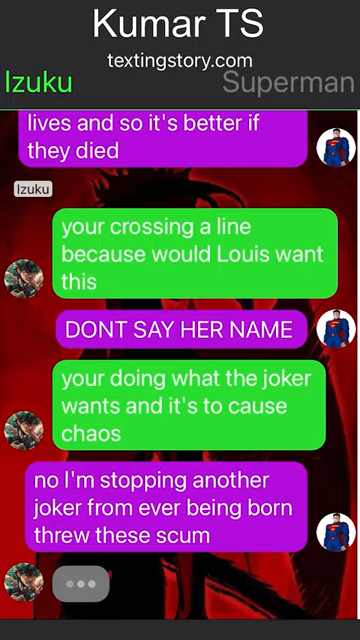 Kumar TS
textingstory.com
Izuku Superman
lives and so it's better if
they died
Izuku
your crossing a line
because would Louis want
this
DONT SAY HER NAME
your doing what the joker
wants and it's to cause
chaos
no I'm stopping another
joker from ever being born
threw these scum